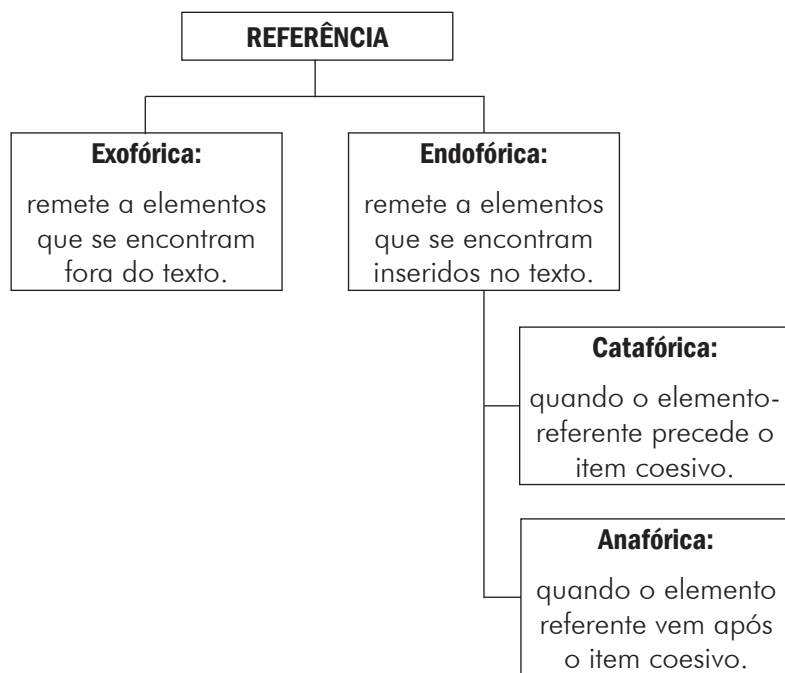 REFERÊNCIA
Exofórica:
remete a elementos
que se encontram
fora do texto.
Endofórica:
remete a elementos
que se encontram
inseridos no texto.
Catafórica:
quando o elemento-
referente precede o
item coesivo.
Anafórica:
quando o elemento
referente vem após
o item coesivo.